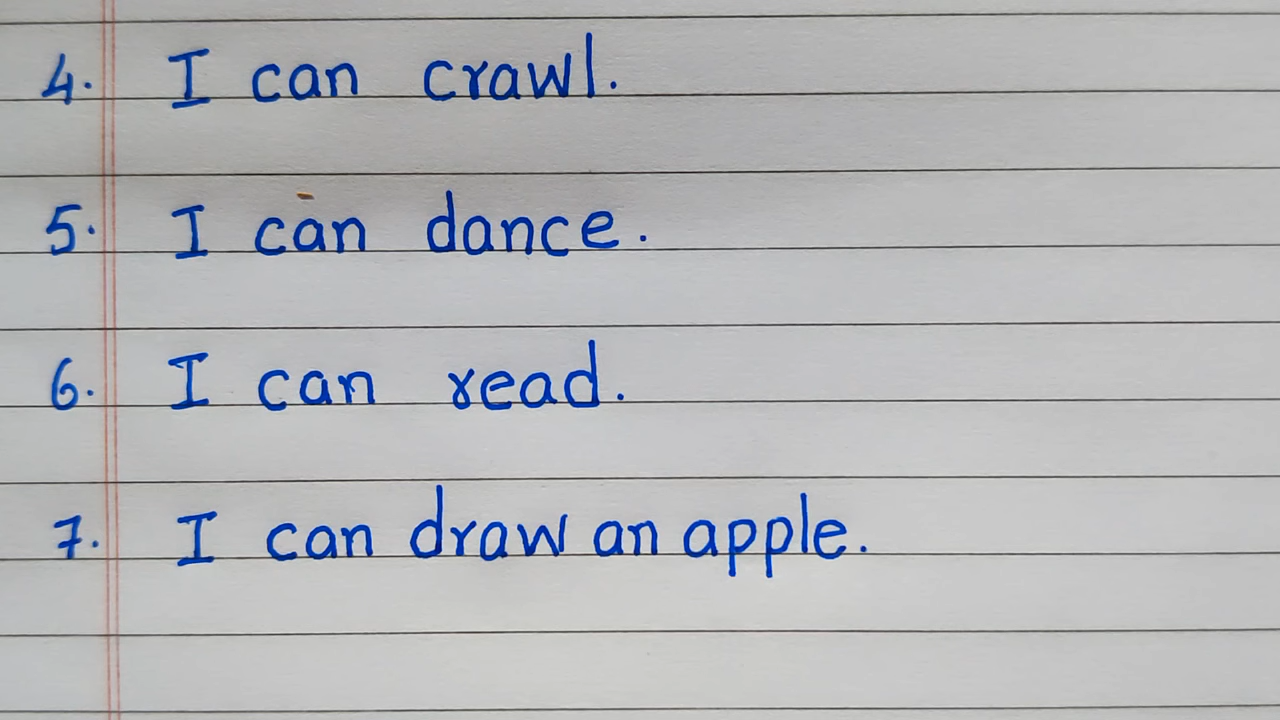 4. I can crawl.
5. I can dance.
6. I can read.
7. I can draw an apple.